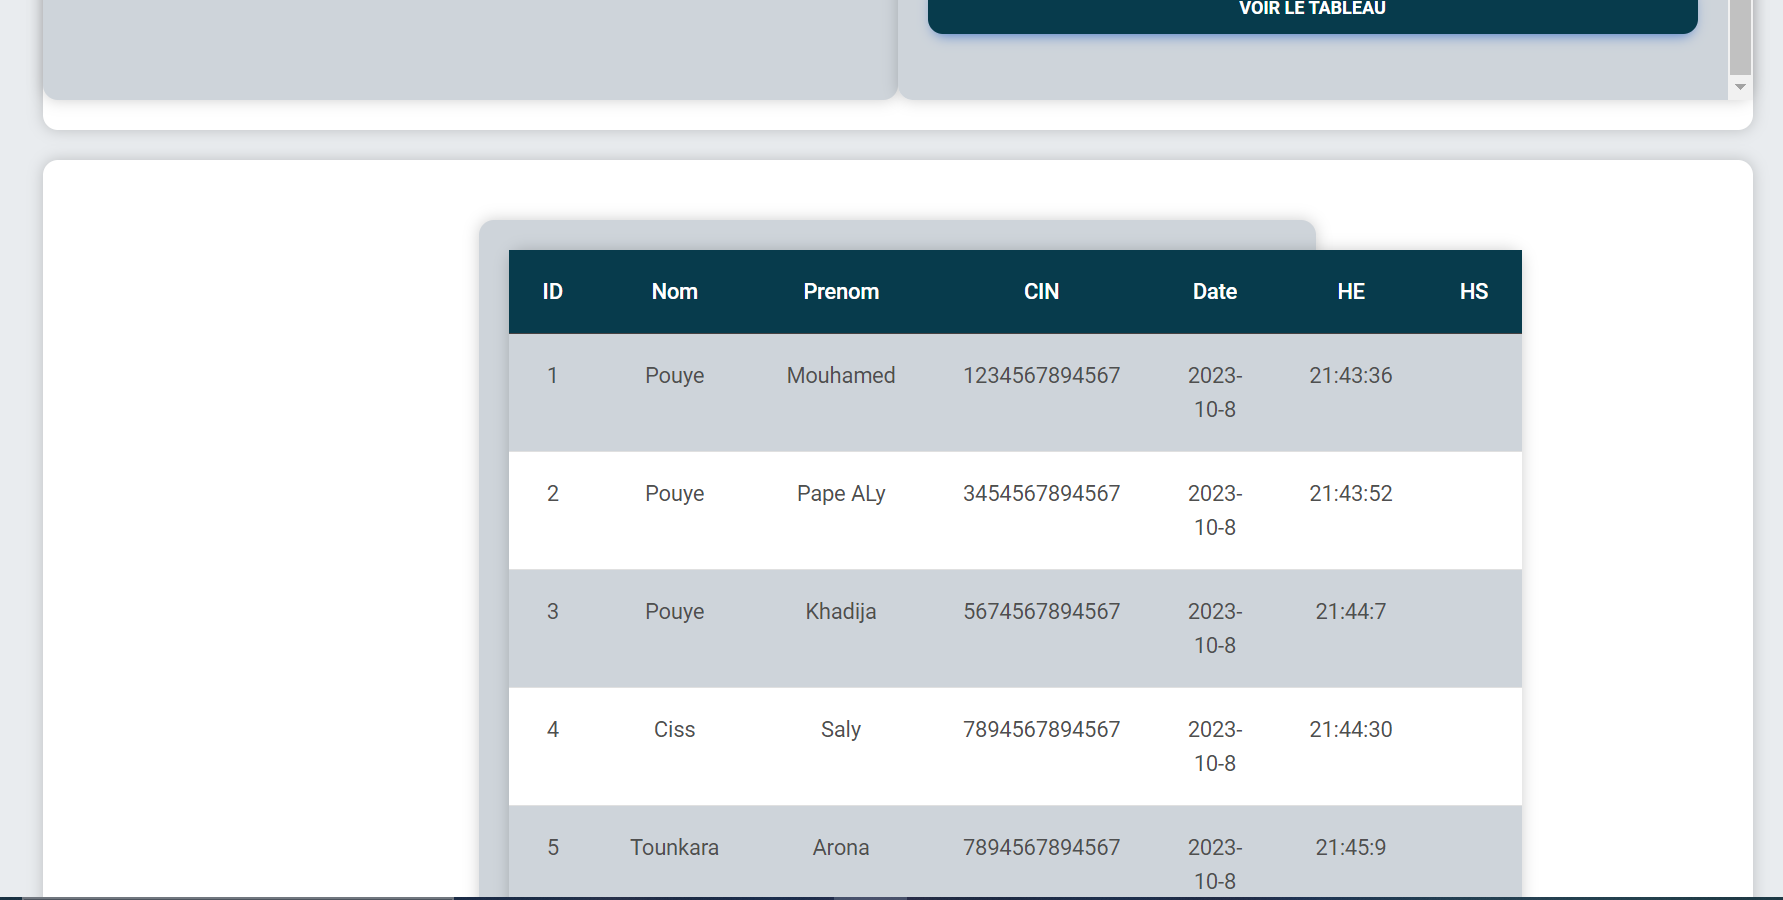 VOIR LE TABLEAU
ID Nom Prenom CIN Date HE HS
1 Pouye Mouhamed 1234567894567 2023- 21:43:36
10-8
2 Pouye Pape ALy 3454567894567 2023- 21:43:52
10-8
3 Pouye Khadija 5674567894567 2023- 21:44:7
10-8
4 Ciss Saly 7894567894567 2023- 21:44:30
10-8
5 Tounkara Arona 7894567894567 2023- 21:45:9
10-8